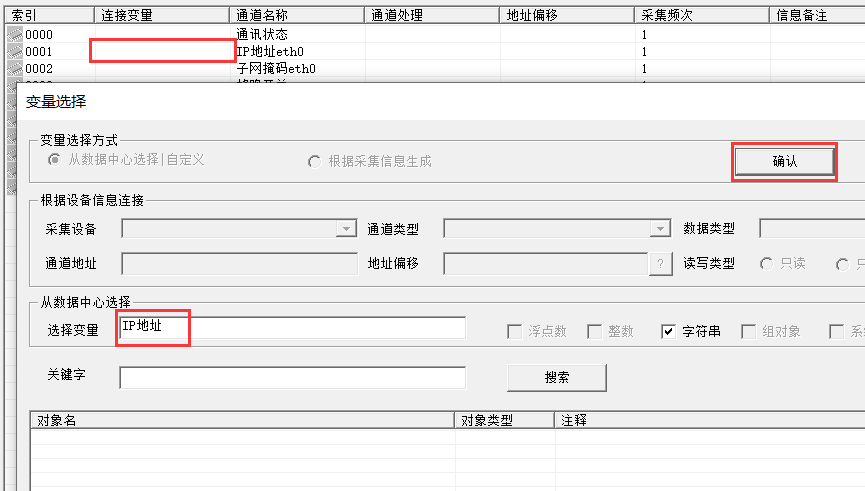 索引 连接变量 通道名称 通道处理 地址偏移 采集频次 信息备注
0000 通讯状态 1
0001 IP地址eth0 1
0002 子网掩码eth0 1
变量选择
变量选择方式
从数据中心选择|自定义 根据采集信息生成 确认
根据设备信息连接
采集设备 通道类型 数据类型
通道地址 地址偏移 ? 读写类型 只读
从数据中心选择
选择变量 IP地址 浮点数 整数 字符串 组对象
关键字 搜索
对象名 对象类型 注释